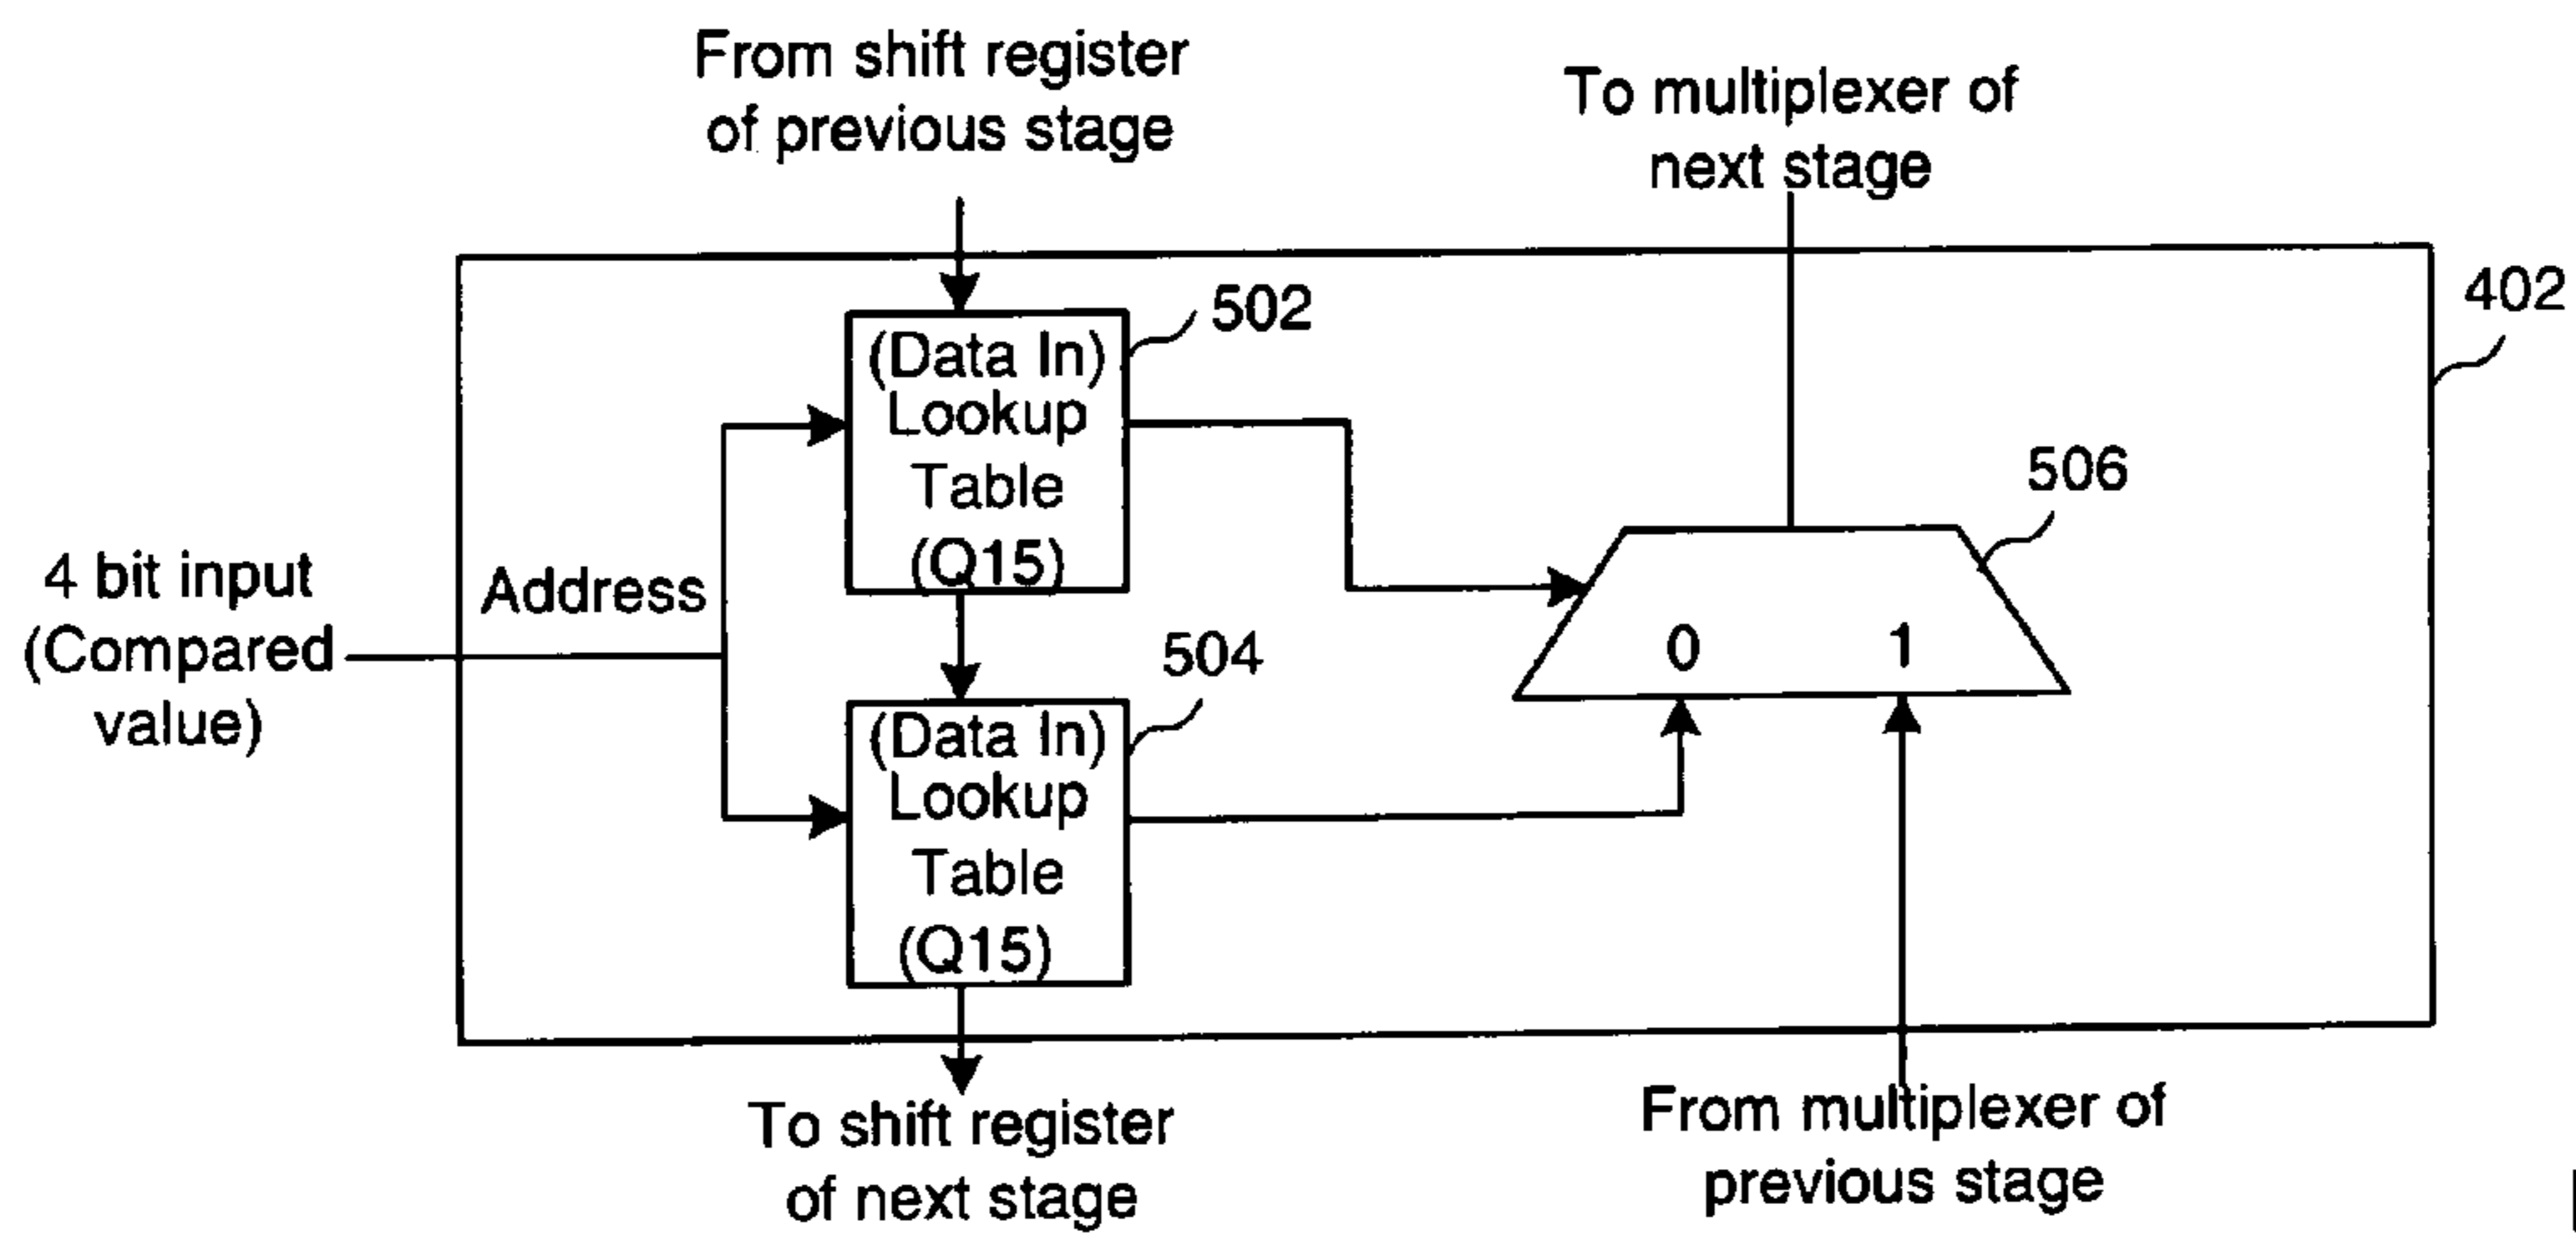 From shift register
of previous stage
To multiplexer of
next stage
402
502
(Data In)
Lookup
Table
(Q15)
506
4 bit input
(Compared
value)
Address
0
1
504
(Data In)
Lookup
Table
(Q15)
To shift register
of next stage
From multiplexer of
previous stage